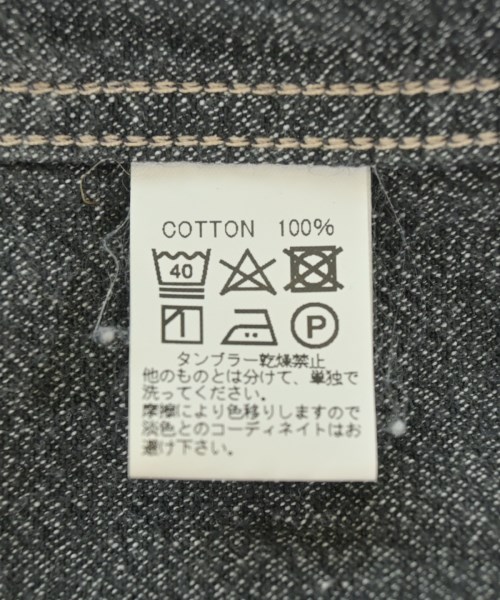 COTTON 100%
40
P
タンブラー乾燥禁止
他のものとは分けて、単独で
洗ってください。
摩擦により色移りしますので
淡色とのコーディネイトはお
避け下さい。